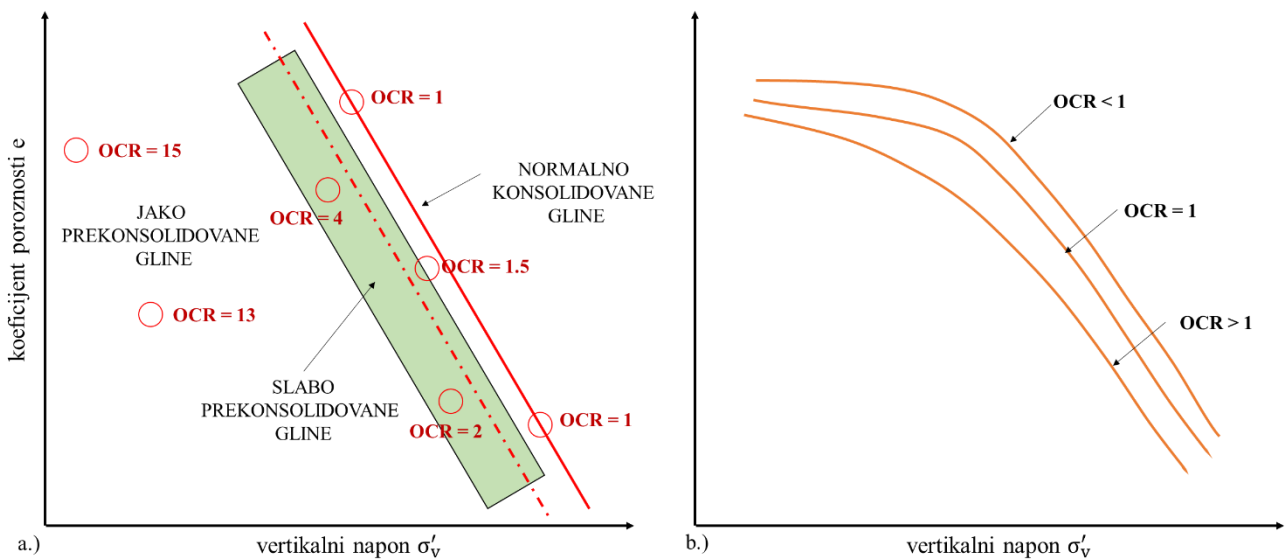 koeficijent poroznosti e
OCR = 1
OCR = 15
NORMALNO
KONSOLIDOVANE
GLINE
JAKO
PREKONSOLIDOVANE
GLINE
OCR = 4
OCR = 1.5
OCR = 13
SLABO
PREKONSOLIDOVANE
GLINE
OCR = 2
OCR = 1
a.)
vertikalni napon σ′v
OCR < 1
OCR = 1
OCR > 1
b.)
vertikalni napon σ′v